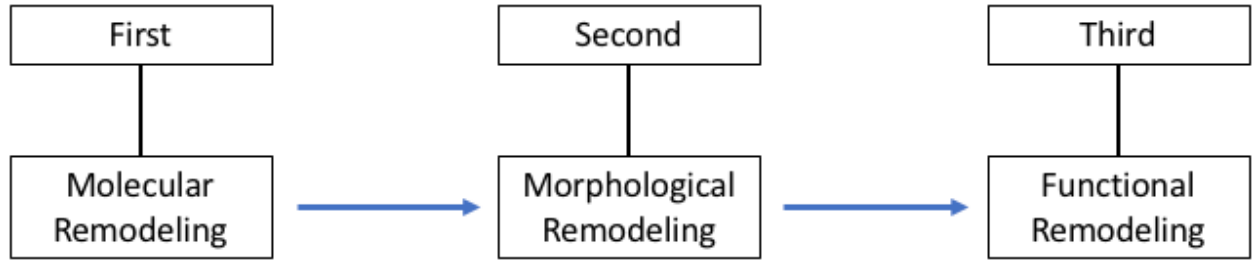 First
Second
Third
Molecular
Remodeling
Morphological
Remodeling
Functional
Remodeling